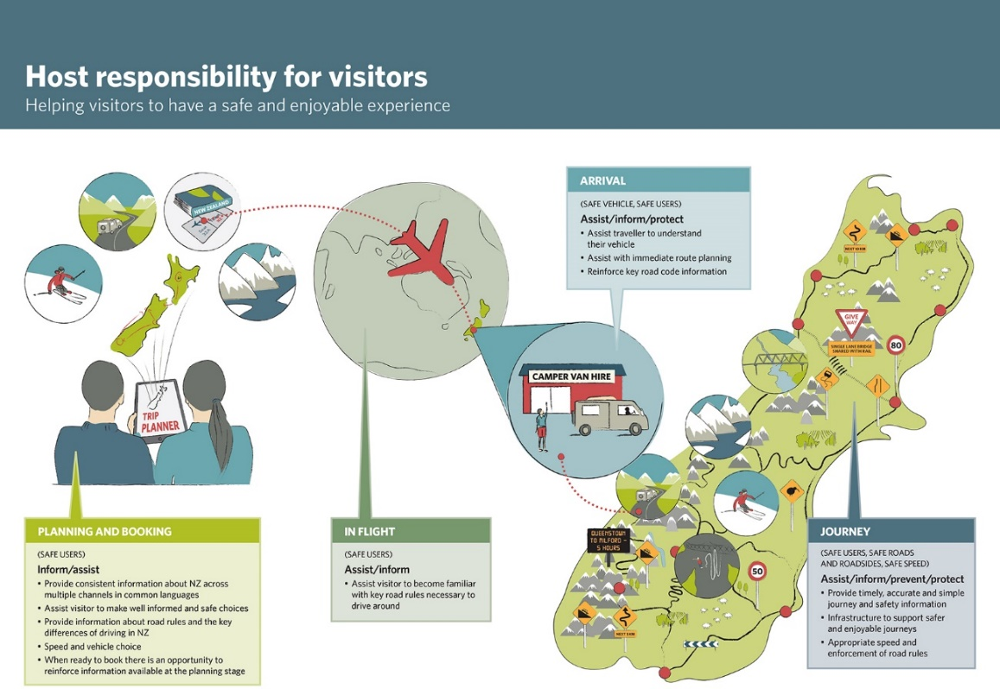 Host responsibility for visitors
Helping visitors to have a safe and enjoyable experience
NEW ZEALAND
TRIP
PLANNER
PLANNING AND BOOKING
(SAFE USERS)
Inform/assist
• Provide consistent information about NZ across
multiple channels in common languages
• Assist visitor to make well informed and safe choices
• Provide information about road rules and the key
differences of driving in NZ
• Speed and vehicle choice
• When ready to book there is an opportunity to
reinforce information available at the planning stage
IN FLIGHT
(SAFE USERS)
Assist/inform
• Assist visitor to become familiar
with key road rules necessary to
drive around
ARRIVAL
(SAFE VEHICLE, SAFE USERS)
Assist/inform/protect
• Assist traveller to understand
their vehicle
• Assist with immediate route planning
• Reinforce key road code information
CAMPER VAN HIRE
GIVE
WAY
SINGLE LANE BRIDGE
SHARED WITH RAIL
80
QUEENSTOWN
TO MILFORD -
5 HOURS
50
JOURNEY
(SAFE USERS, SAFE ROADS
AND ROADSIDES, SAFE SPEED)
Assist/inform/prevent/protect
• Provide timely, accurate and simple
journey and safety information
• Infrastructure to support safer
and enjoyable journeys
• Appropriate speed and
enforcement of road rules